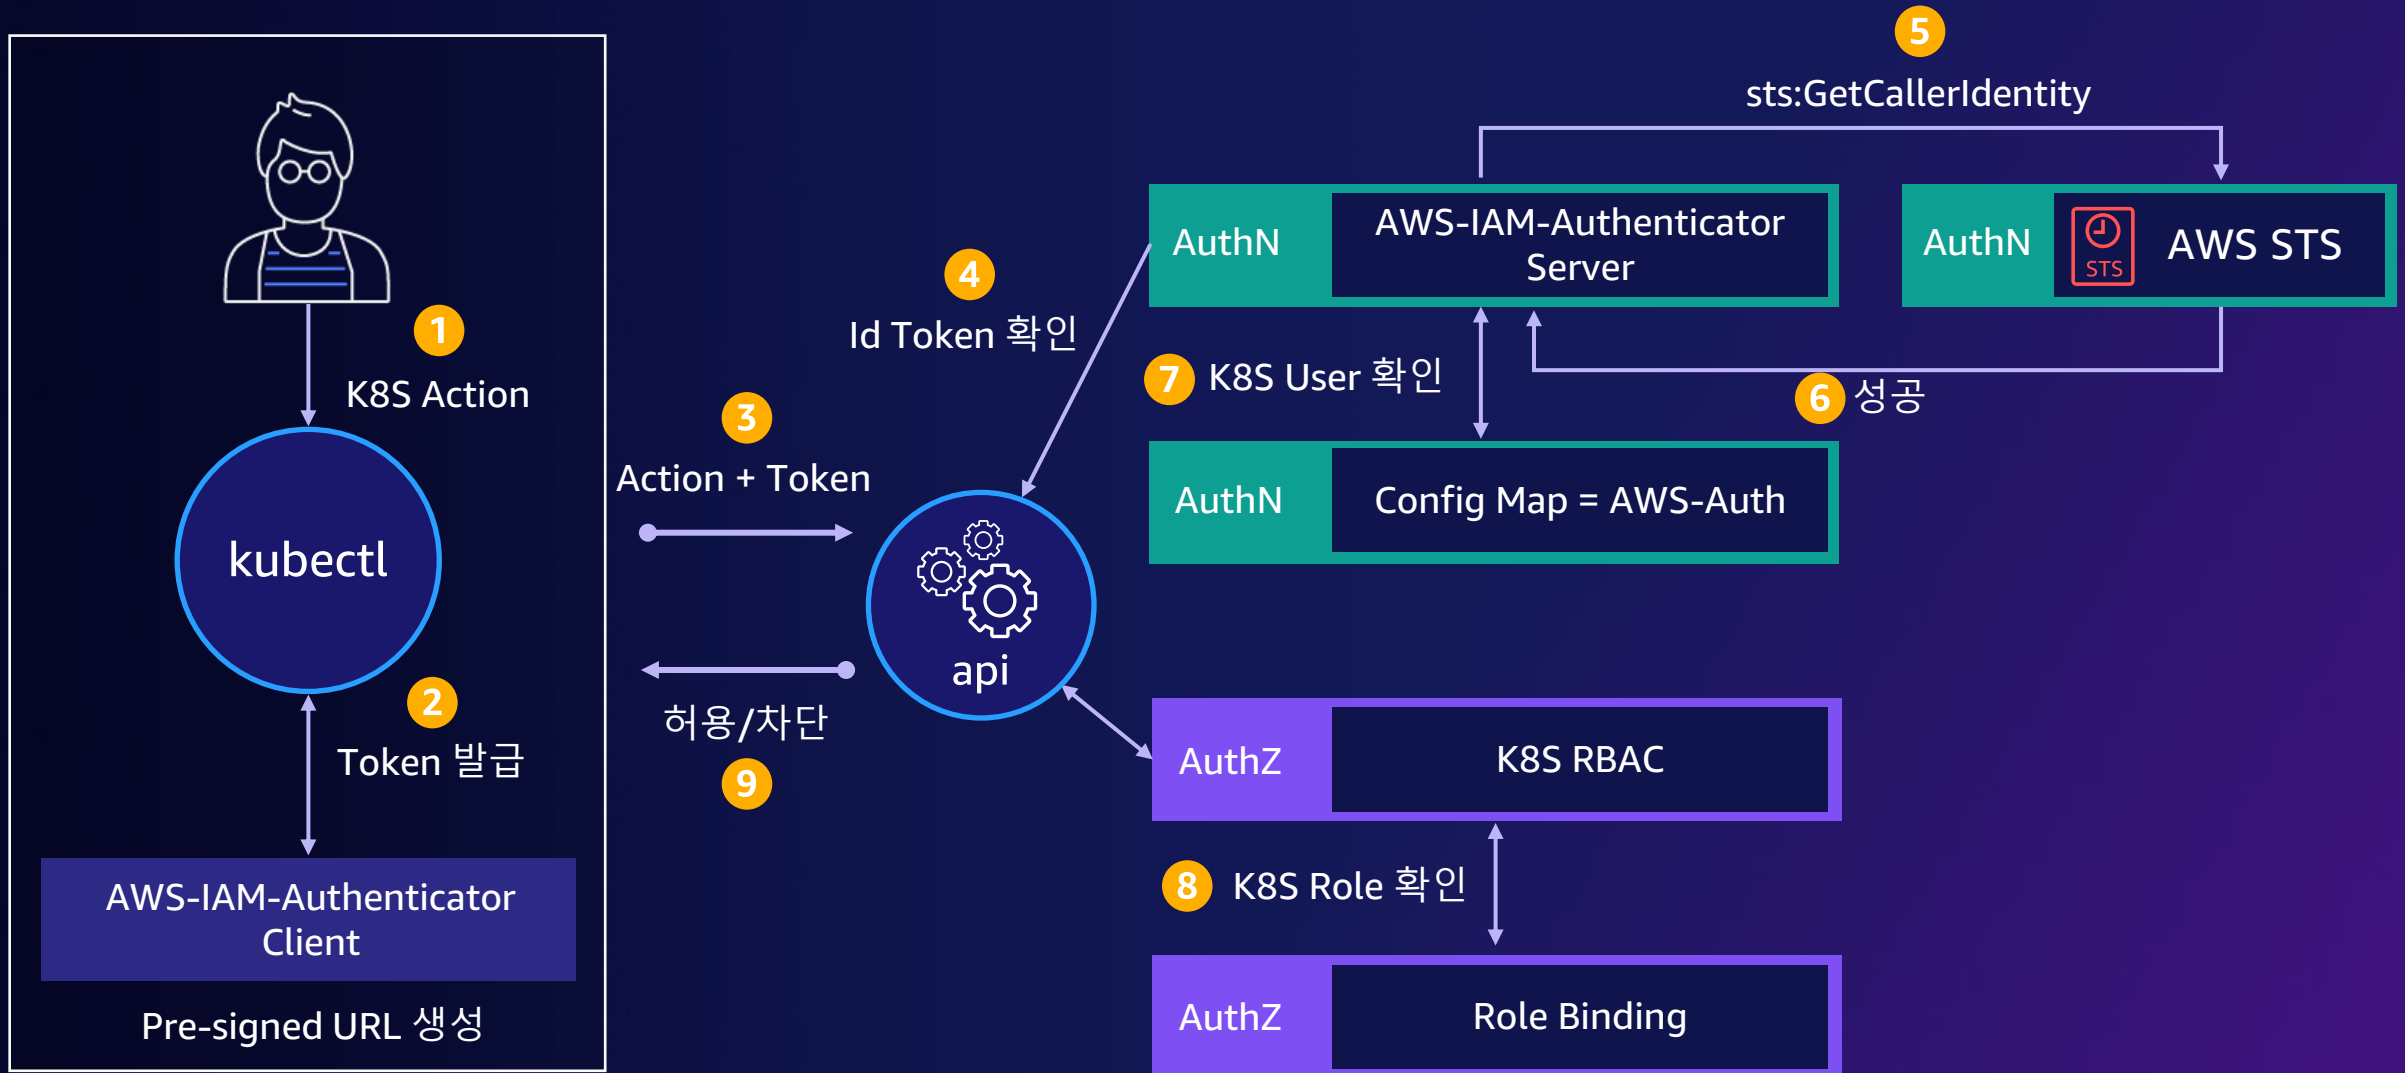 1
K8S Action
kubectl
2
Token 발급
AWS-IAM-Authenticator
Client
Pre-signed URL 생성
3
Action + Token
허용/차단
9
api
4
Id Token 확인
5
sts:GetCallerIdentity
AuthN
AWS-IAM-Authenticator
Server
AuthN
STS
AWS STS
6 성공
7 K8S User 확인
AuthN
Config Map = AWS-Auth
AuthZ
K8S RBAC
8 K8S Role 확인
AuthZ
Role Binding